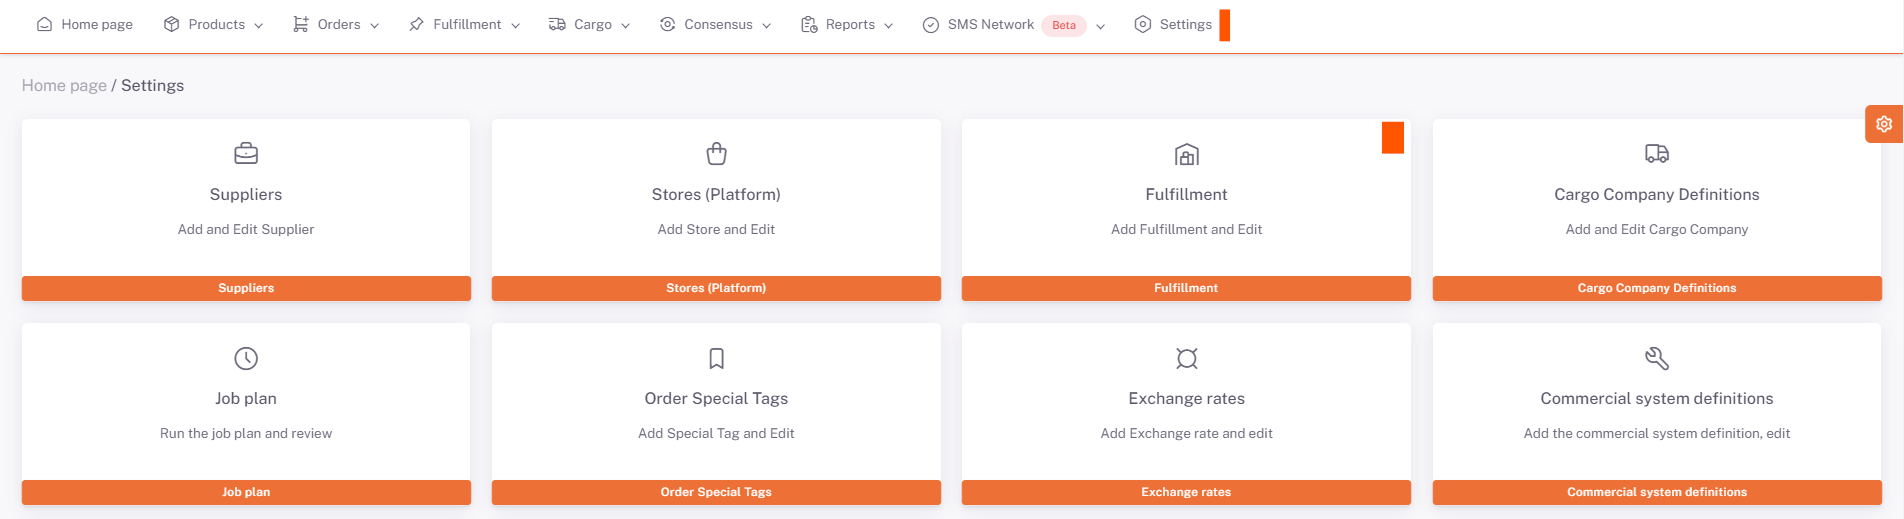 Home page Products Orders Fulfillment Cargo Consensus Reports SMS Network Beta Settings
Home page / Settings
Suppliers
Add and Edit Supplier
Suppliers
Stores (Platform)
Add Store and Edit
Stores (Platform)
Fulfillment
Add Fulfillment and Edit
Fulfillment
Cargo Company Definitions
Add and Edit Cargo Company
Cargo Company Definitions
Job plan
Run the job plan and review
Job plan
Order Special Tags
Add Special Tag and Edit
Order Special Tags
Exchange rates
Add Exchange rate and edit
Exchange rates
Commercial system definitions
Add the commercial system definition, edit
Commercial system definitions